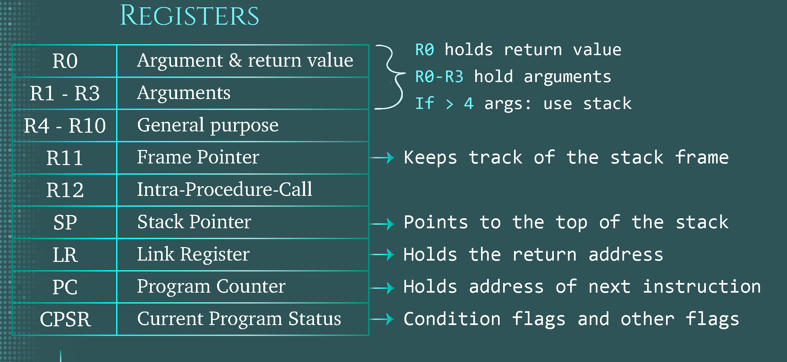 REGISTERS
R0 Argument & return value
R1 - R3 Arguments
R4 - R10 General purpose
R11 Frame Pointer
R12 Intra-Procedure-Call
SP Stack Pointer
LR Link Register
PC Program Counter
CPSR Current Program Status
R0 holds return value
R0-R3 hold arguments
If > 4 args: use stack
Keeps track of the stack frame
Points to the top of the stack
Holds the return address
Holds address of next instruction
Condition flags and other flags